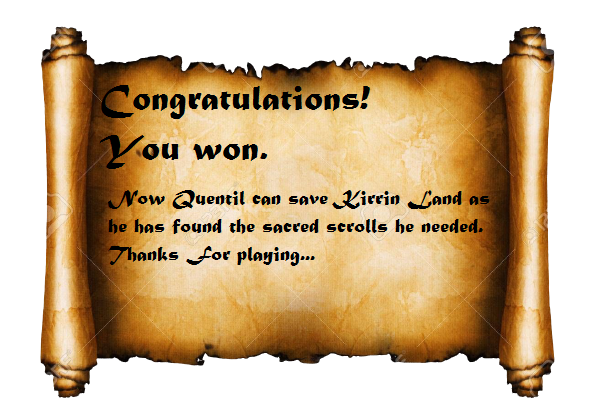 Congratulations!
You won.
Now Quentil can save Kirrin Land as
he has found the sacred scrolls he needed.
Thanks For playing...